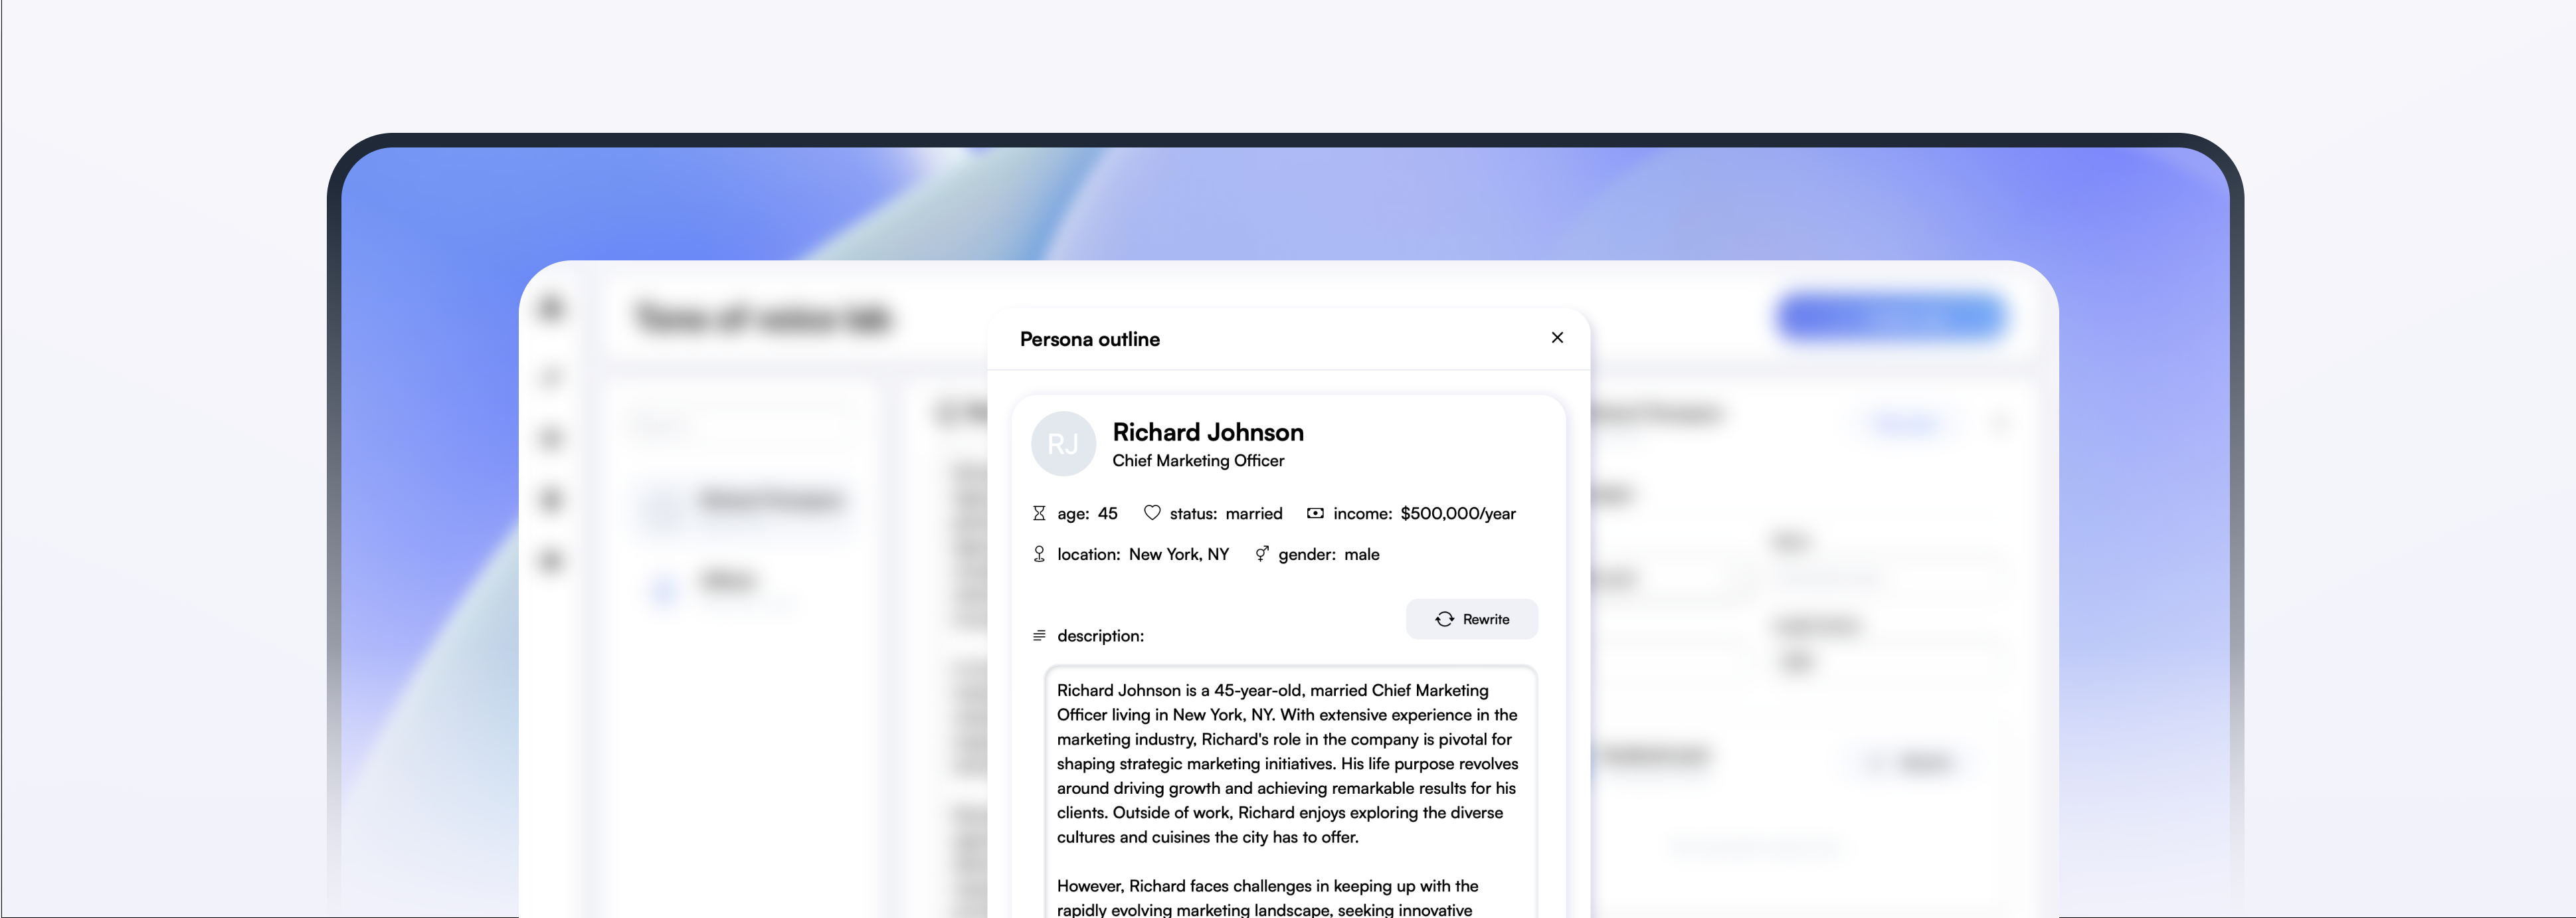 Tone of voice lab
Persona outline
RJ
Richard Johnson
Chief Marketing Officer
age: 45 status: married income: $500,000/year
location: New York, NY gender: male
Rewrite
description:
Richard Johnson is a 45-year-old, married Chief Marketing
Officer living in New York, NY. With extensive experience in the
marketing industry, Richard's role in the company is pivotal for
shaping strategic marketing initiatives. His life purpose revolves
around driving growth and achieving remarkable results for his
clients. Outside of work, Richard enjoys exploring the diverse
cultures and cuisines the city has to offer.
However, Richard faces challenges in keeping up with the
rapidly evolving marketing landscape, seeking innovative